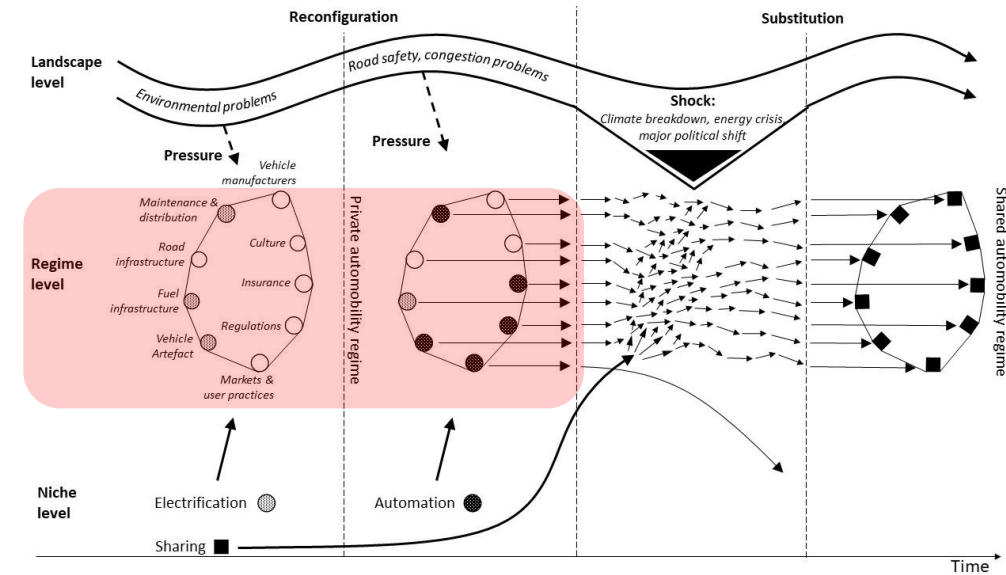 Reconfiguration
Substitution
Landscape
level
Environmental problems
Road safety, congestion problems
Shock:
Climate breakdown, energy crisis,
major political shift
Pressure
Pressure
Vehicle
manufacturers
Maintenance &
distribution
Culture
Road
infrastructure
Insurance
Fuel
infrastructure
Regulations
Vehicle
Artefact
Markets &
user practices
Regime
level
Private automobility regime
Shared automobility regime
Niche
level
Electrification
Automation
Sharing
Time